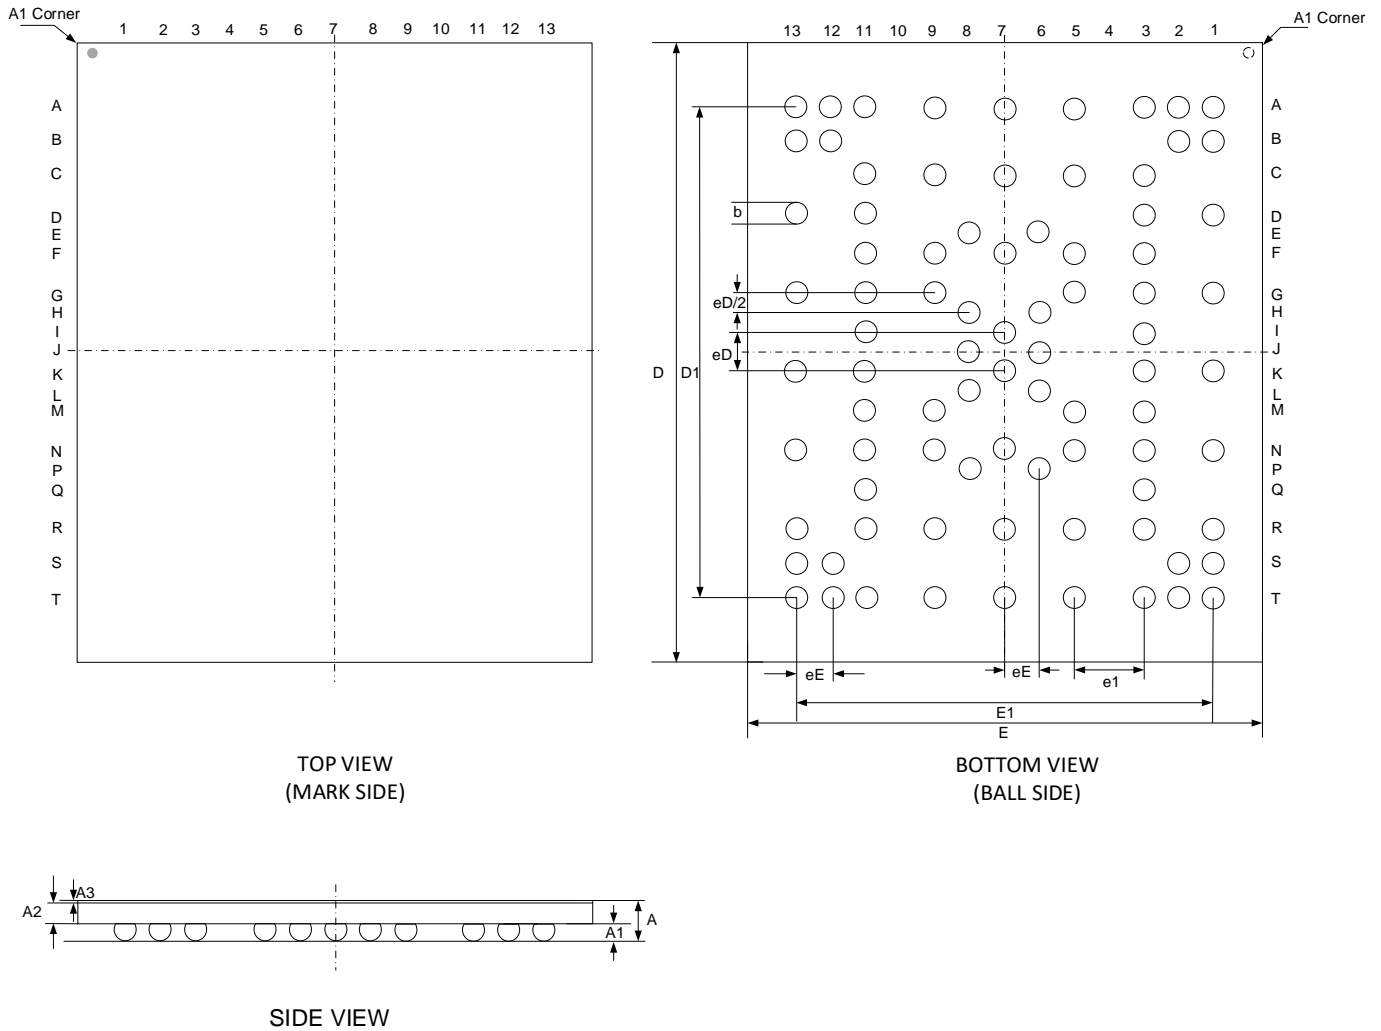 A1 Corner
1 2 3 4 5 6 7 8 9 10 11 12 13
A
B
C
D
E
F
G
H
I
J
K
L
M
N
P
Q
R
S
T
TOP VIEW
(MARK SIDE)
A1 Corner
13 12 11 10 9 8 7 6 5 4 3 2 1
A
B
C
D
E
F
G
H
I
J
K
L
M
N
P
Q
R
S
T
b
eD/2
eD
D
D1
eE
eE
e1
E1
E
BOTTOM VIEW
(BALL SIDE)
A3
A2
A
A1
SIDE VIEW